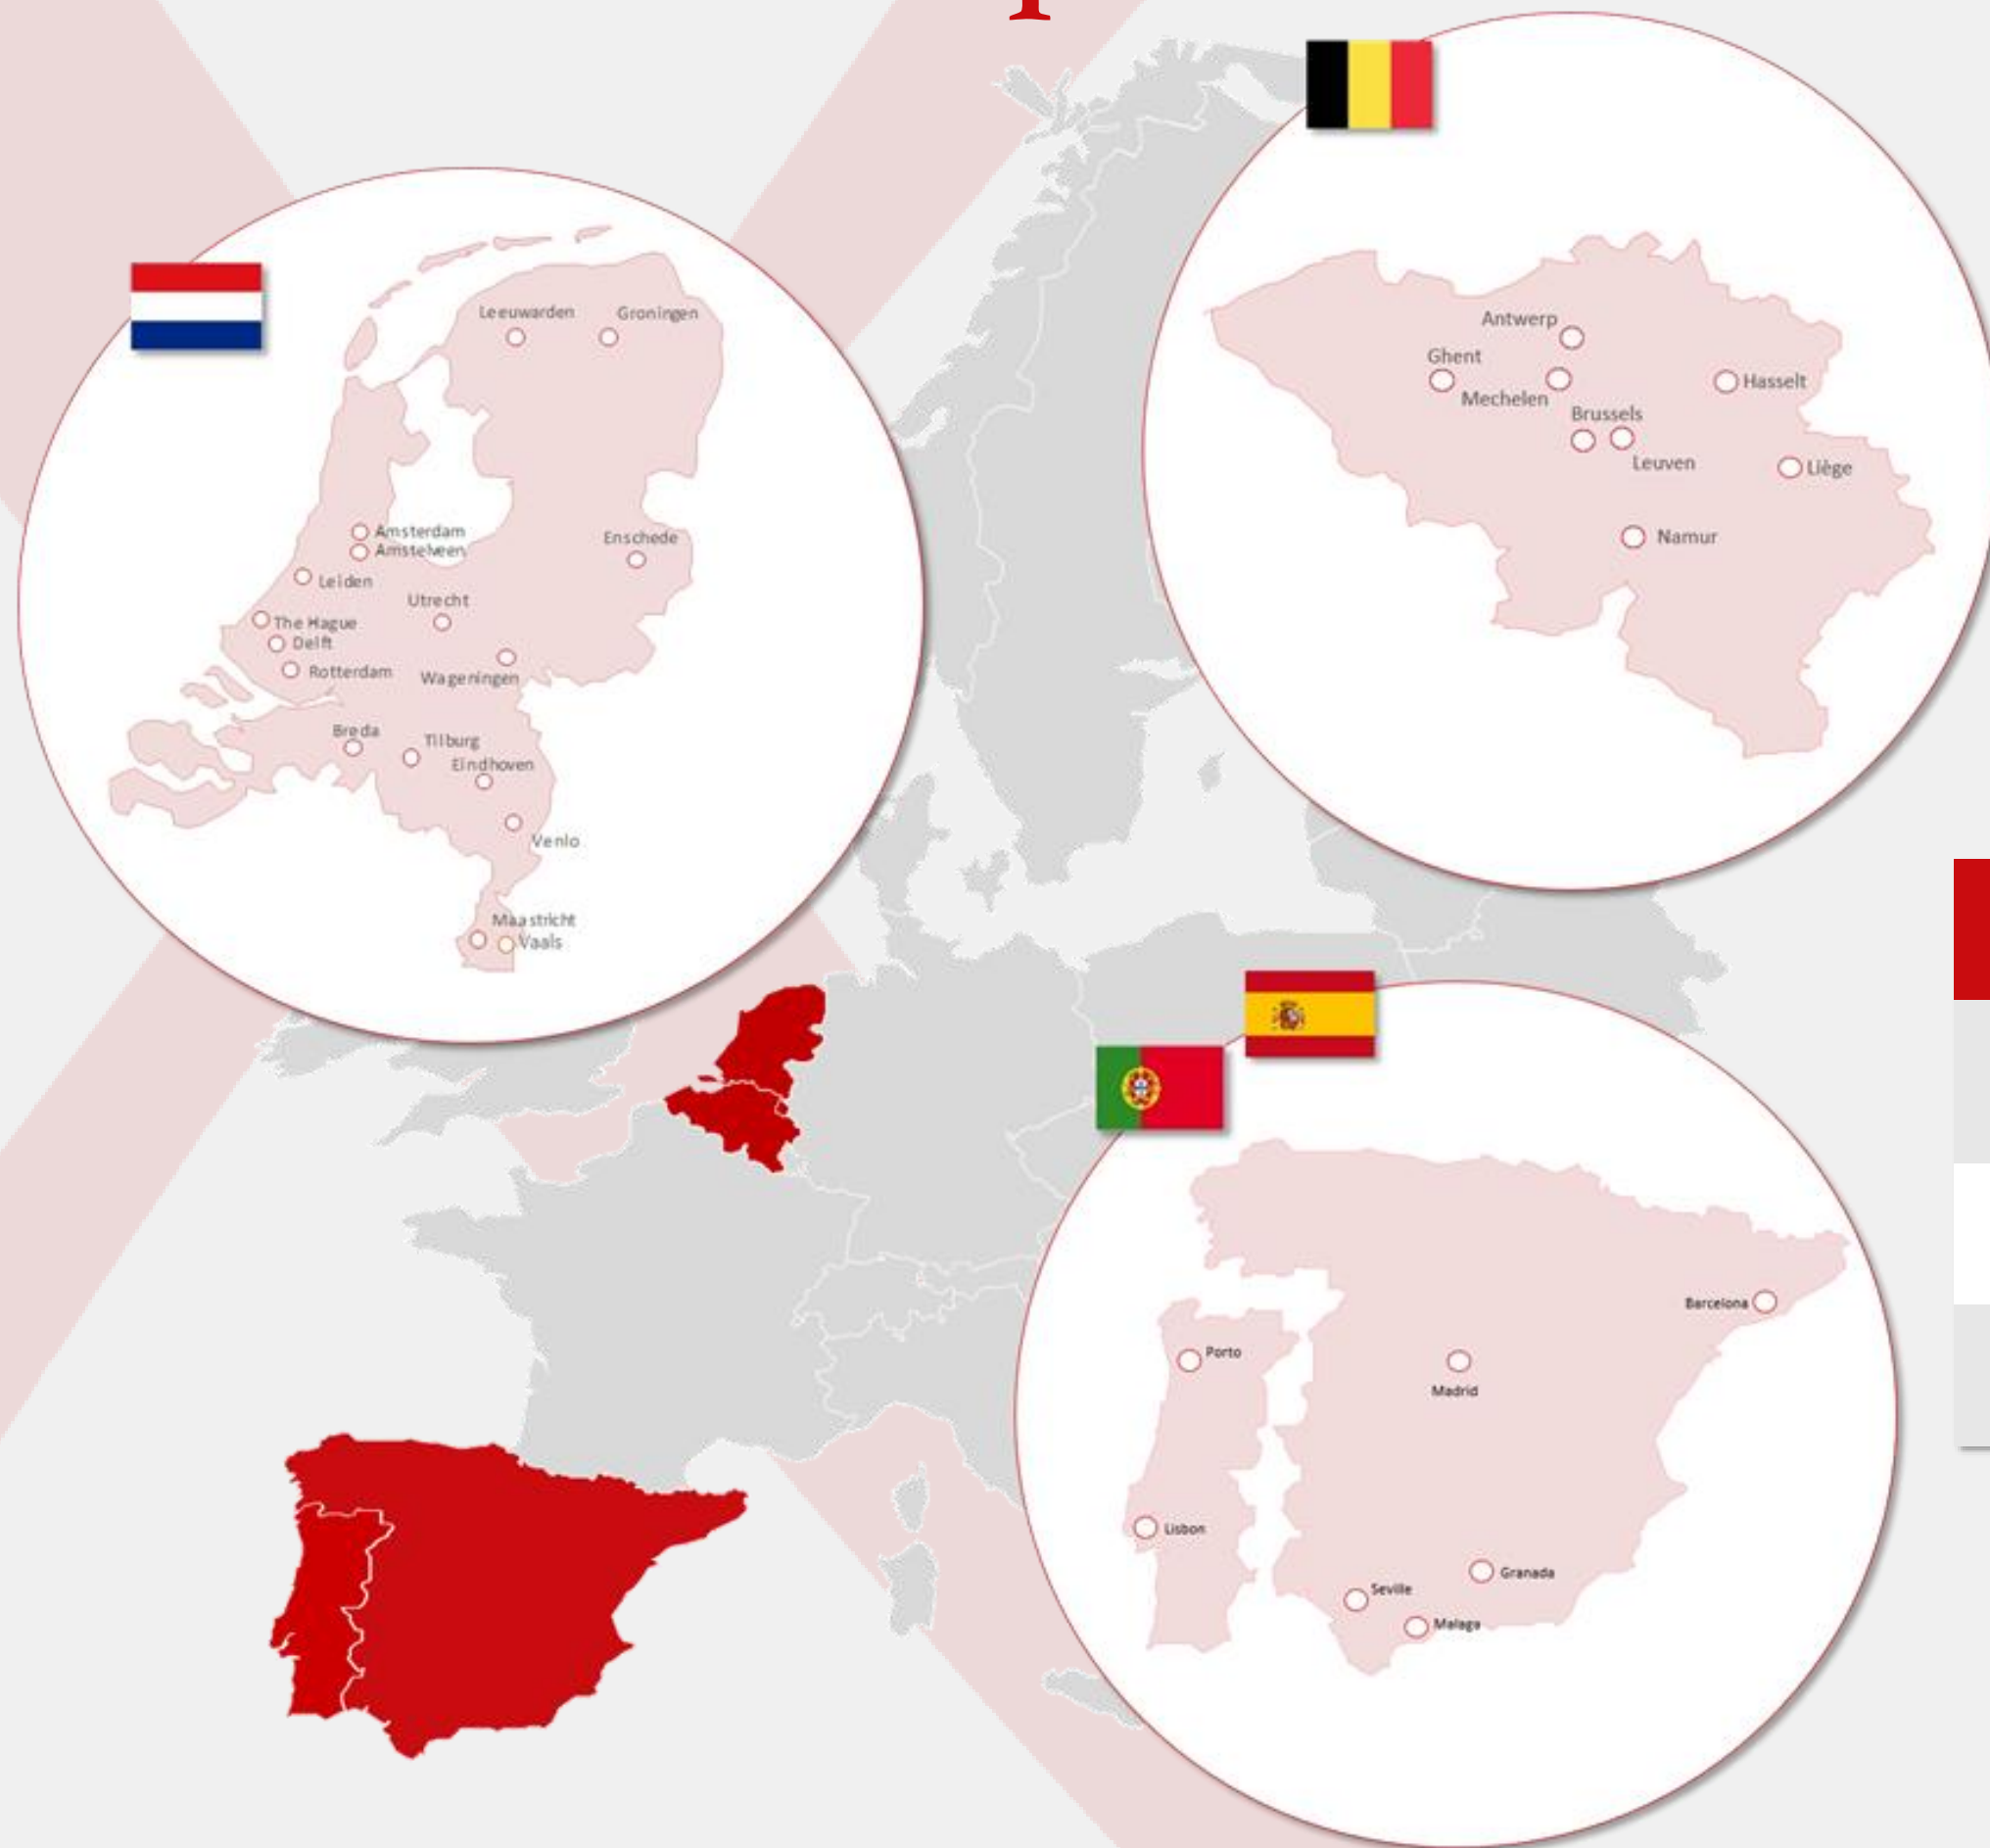 Leeuwarden
Groningen
Amsterdam
Amstelveen
Enschede
Leiden
Utrecht
The Hague
Delft
Rotterdam
Wageningen
Breda
Tilburg
Eindhoven
Venlo
Maastricht
Vaals
Antwerp
Ghent
Mechelen
Hasselt
Brussels
Leuven
Liège
Namur
Barcelona
Porto
Madrid
Lisbon
Granada
Seville
Malaga